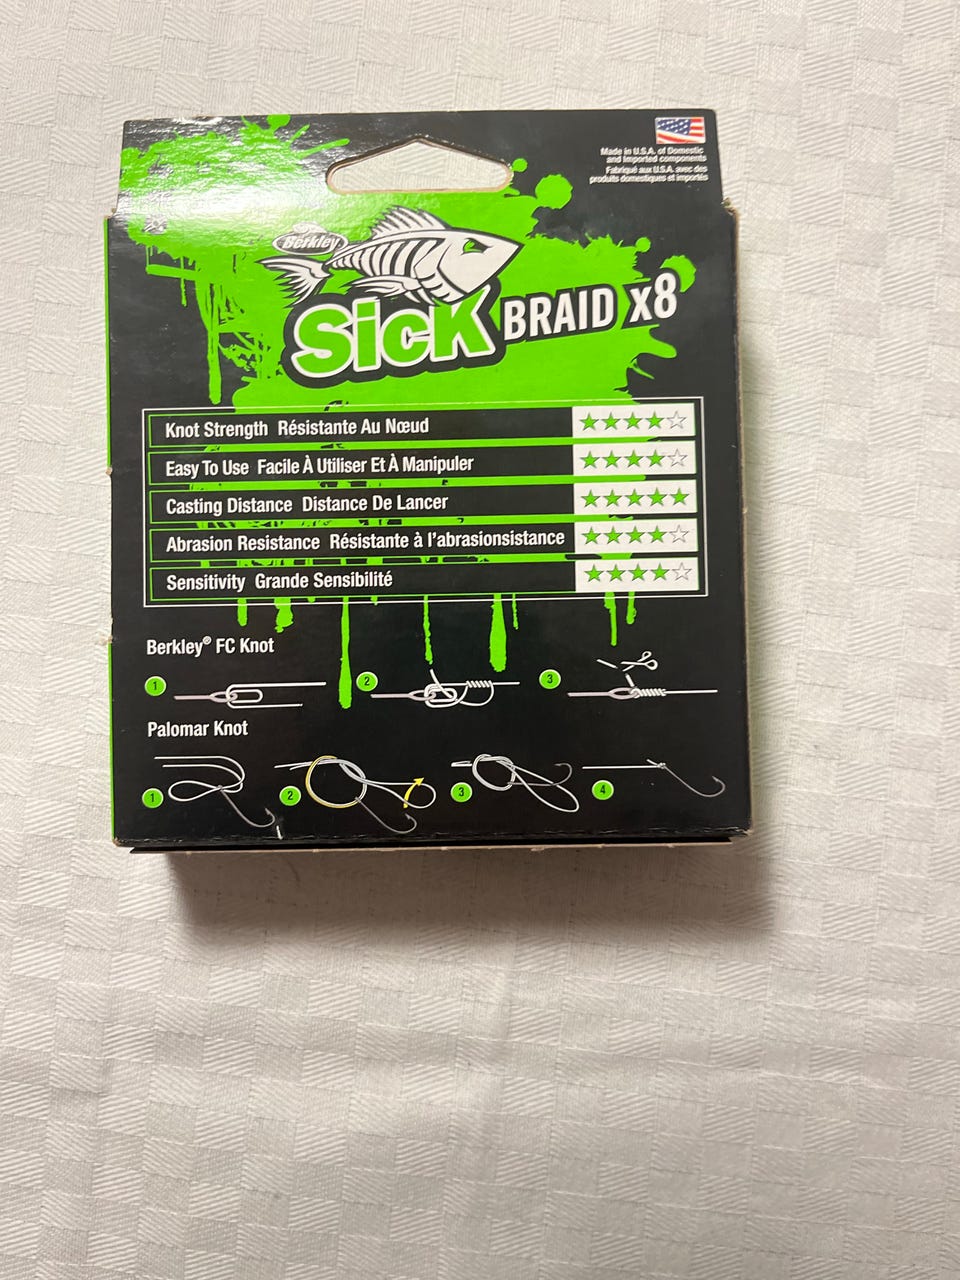 Made in U.S.A. of Domestic
and Imported components
Fabriqué aux U.S.A. avec des
produits domestiques et importés
Berkley
Sick BRAID x8
Knot Strength Résistante Au Nœud
Easy To Use Facile À Utiliser Et À Manipuler
Casting Distance Distance De Lancer
Abrasion Resistance Résistante à l'abrasionsistance
Sensitivity Grande Sensibilité
Berkley® FC Knot
1 2 3
Palomar Knot
1 2 3 4